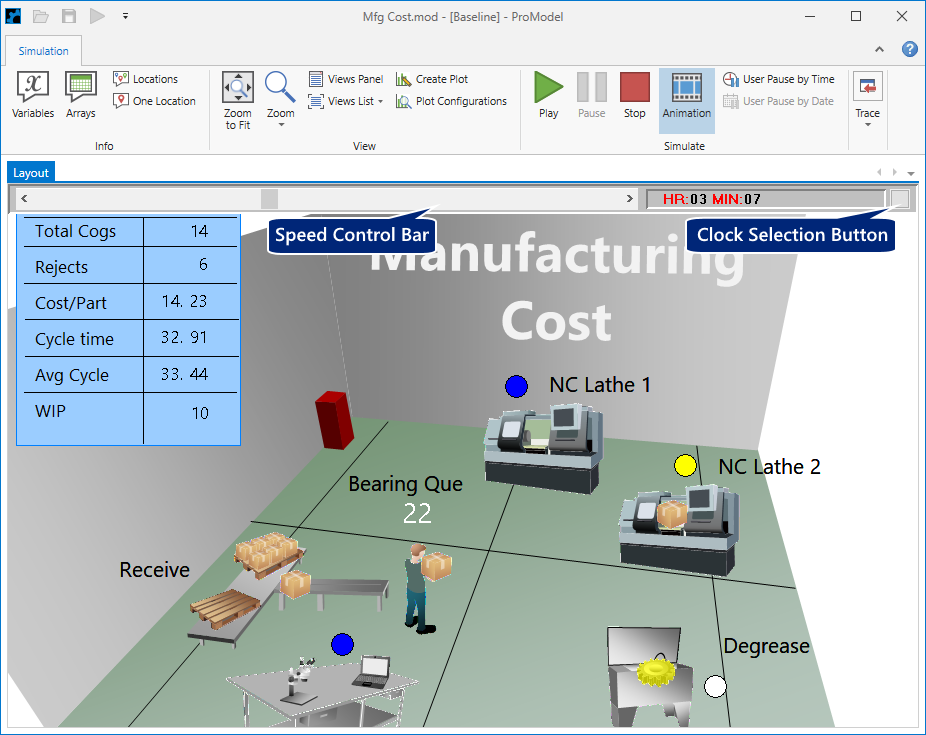 Mfg Cost.mod - [Baseline] - ProModel
Simulation
Variables
Arrays
Locations
One Location
Info
Zoom to Fit
Zoom
Views Panel
Views List
Create Plot
Plot Configurations
View
Play
Pause
Stop
Animation
User Pause by Time
User Pause by Date
Simulate
Trace
Layout
HR:03 MIN:07
Speed Control Bar
Clock Selection Button
Total Cogs 14
Rejects 6
Cost/Part 14. 23
Cycle time 32. 91
Avg Cycle 33. 44
WIP 10
Manufacturing
Cost
NC Lathe 1
NC Lathe 2
Bearing Que
22
Receive
Degrease